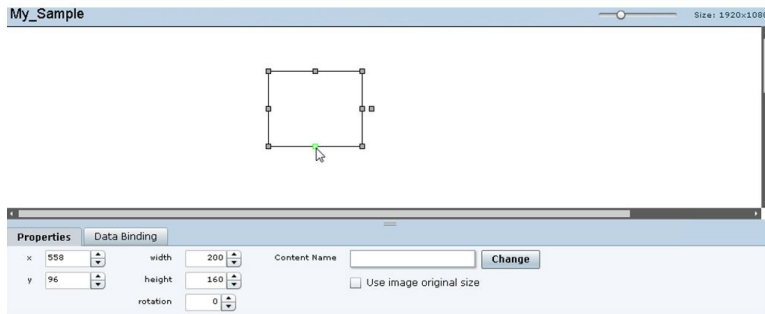 My_Sample
Size: 1920x108
Properties Data Binding
x 558 width 200 Content Name Change
y 96 height 160 Use image original size
rotation 0